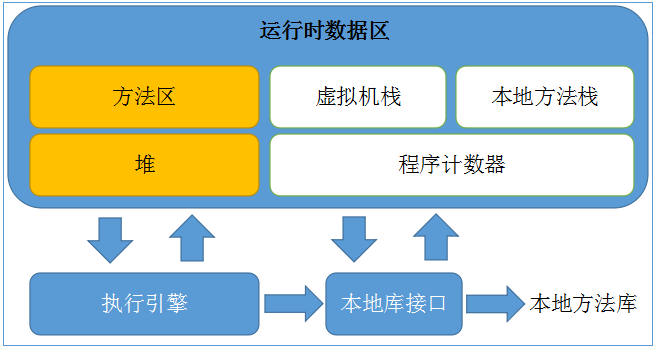 运行时数据区
方法区
虚拟机栈
本地方法栈
堆
程序计数器
执行引擎
本地库接口
本地方法库